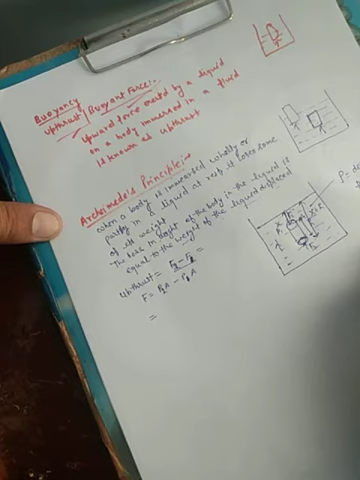 Buoyancy
Upthrust / Buoyant Force:-
Upward force exerted by a liquid
on a body immersed in a fluid
is known as upthrust
Archimedes Principle:-
When a body is immersed wholly or
partly in a liquid at rest, it loses some
of its weight
The loss in weight of the body in the liquid is
equal to the weight of the liquid displaced
Upthrust = F₂ - F₁ =
F = P₂A - P₁A
=